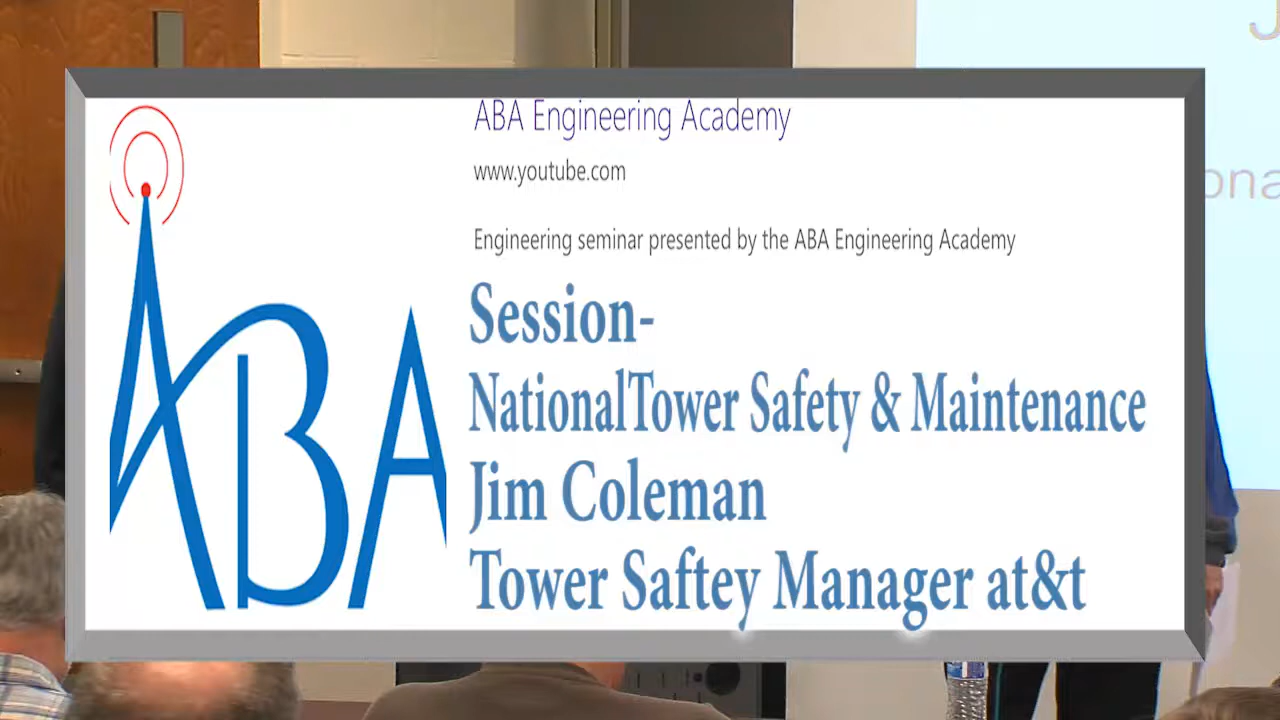 ABA Engineering Academy
www.youtube.com
Engineering seminar presented by the ABA Engineering Academy
Session-
NationalTower Safety & Maintenance
Jim Coleman
Tower Saftey Manager at&t
ABA